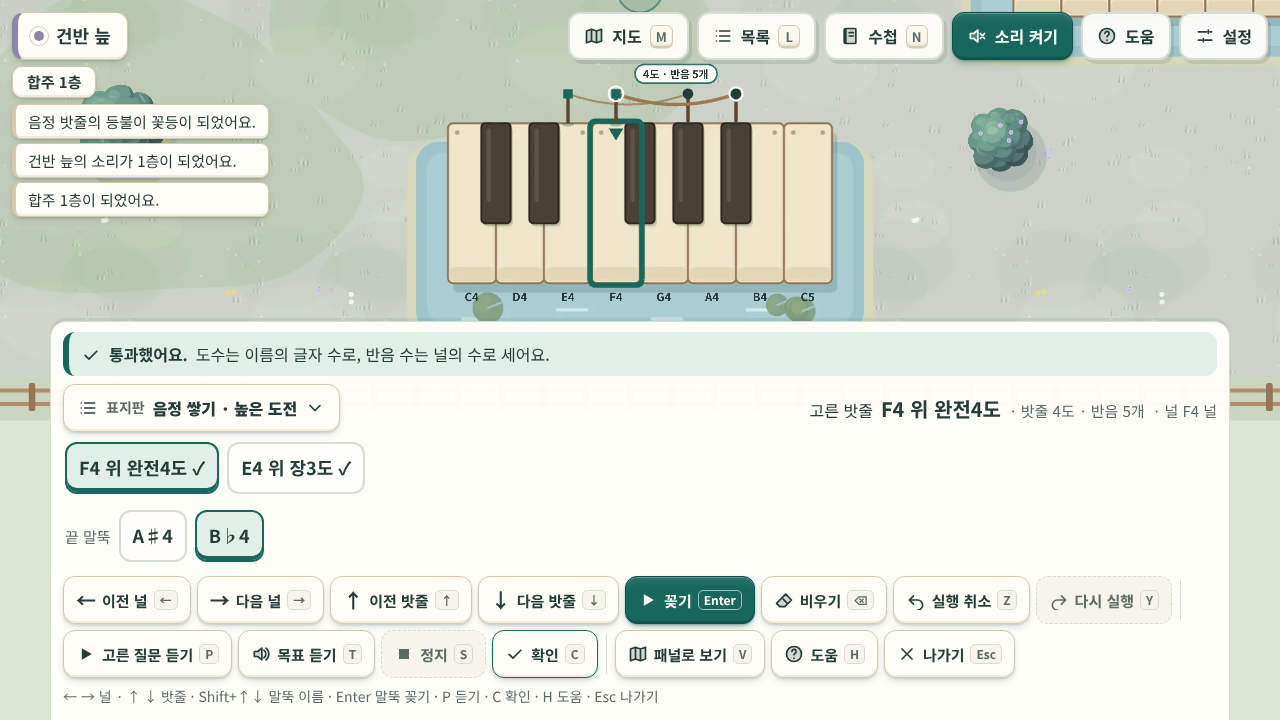 건반 늪
지도 M
목록 L
수첩 N
소리 켜기
도움
설정
합주 1층
음정 밧줄의 등불이 꽃등이 되었어요.
건반 늪의 소리가 1층이 되었어요.
합주 1층이 되었어요.
4도 · 반음 5개
C4 D4 E4 F4 G4 A4 B4 C5
✓ 통과했어요. 도수는 이름의 글자 수로, 반음 수는 널의 수로 세어요.
표지판 음정 쌓기 · 높은 도전
고른 밧줄 F4 위 완전4도 · 밧줄 4도 · 반음 5개 · 널 F4 널
F4 위 완전4도 ✓
E4 위 장3도 ✓
끝 말뚝 A♯4 B♭4
← 이전 널 ←
→ 다음 널 →
↑ 이전 밧줄 ↑
↓ 다음 밧줄 ↓
꽂기 Enter
비우기 ⌫
실행 취소 Z
다시 실행 Y
고른 질문 듣기 P
목표 듣기 T
정지 S
확인 C
패널로 보기 V
도움 H
나가기 Esc
← → 널 · ↑ ↓ 밧줄 · Shift+↑↓ 말뚝 이름 · Enter 말뚝 꽂기 · P 듣기 · C 확인 · H 도움 · Esc 나가기